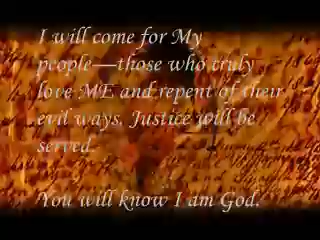 I will come for My
people—those who truly
love ME and repent of their
evil ways. Justice will be
served.
You will know I am God.